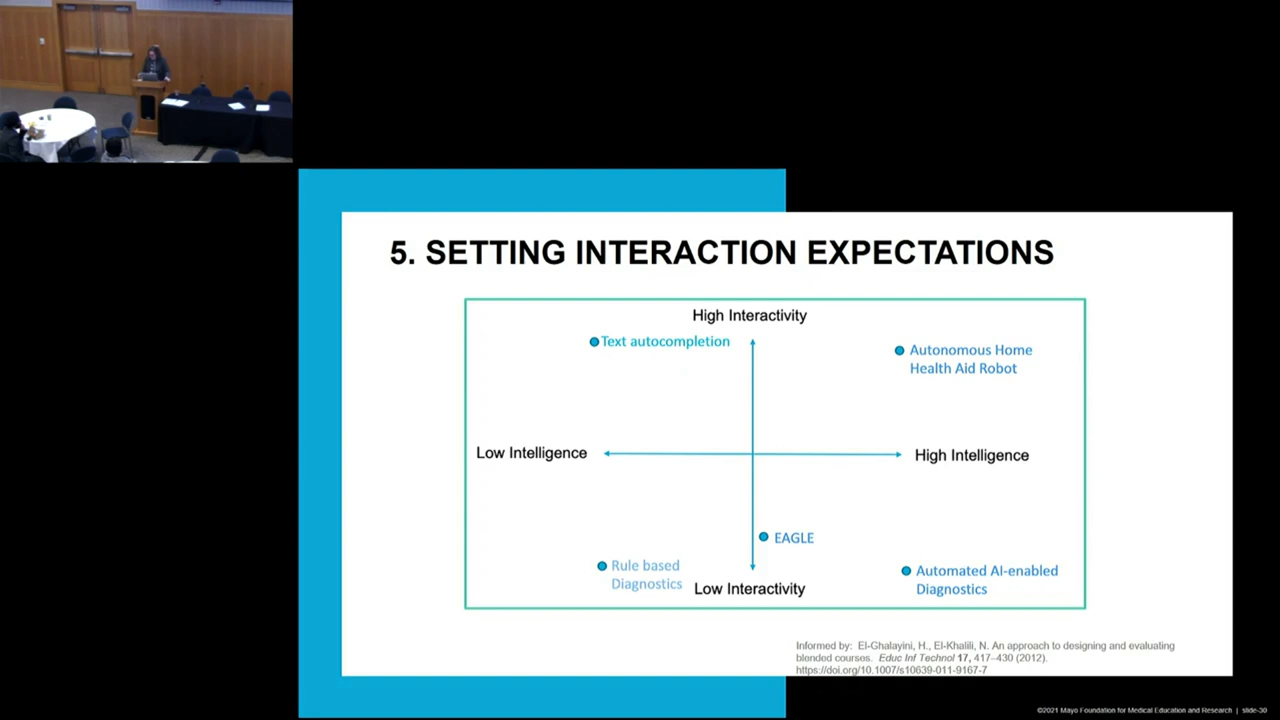 5. SETTING INTERACTION EXPECTATIONS
High Interactivity
Text autocompletion
Autonomous Home
Health Aid Robot
Low Intelligence
High Intelligence
EAGLE
Rule based
Diagnostics
Low Interactivity
Automated AI-enabled
Diagnostics
Informed by: El-Ghalayini, H., El-Khalili, N. An approach to designing and evaluating
blended courses. Educ Inf Technol 17, 417–430 (2012).
https://doi.org/10.1007/s10639-011-9167-7
©2021 Mayo Foundation for Medical Education and Research | slide-30